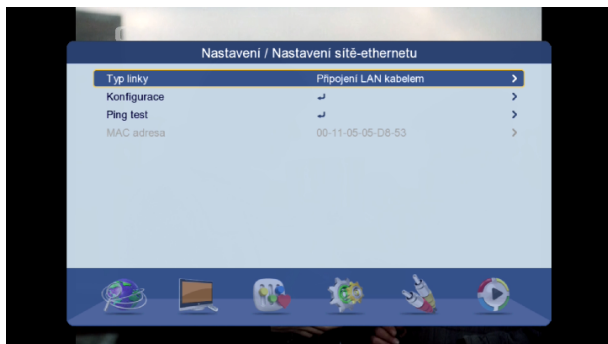 Nastavení / Nastavení sítě-ethernetu
Typ linky Připojení LAN kabelem
Konfigurace
Ping test
MAC adresa 00-11-05-05-D8-53